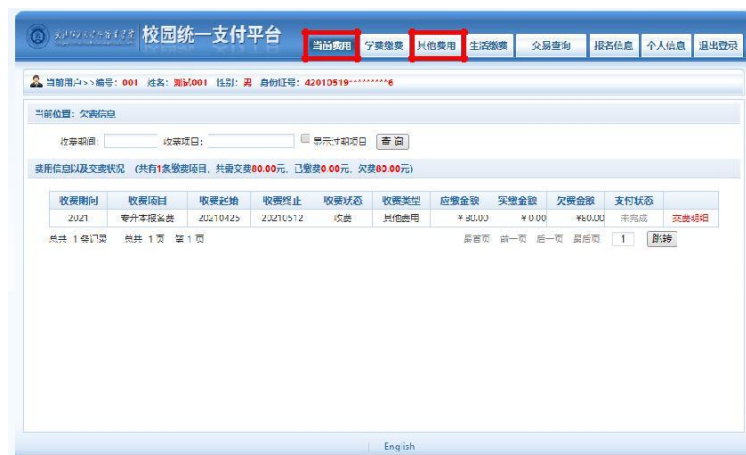 校园统一支付平台
当前费用 学费缴费 其他费用 生活缴费 交易查询 报名信息 个人信息 退出登录
当前用户>>编号: 001 姓名: 测试001 性别: 男 身份证号: 42010519*********6
当前位置: 欠费信息
收费期间: 收费项目: 显示过期项目 查 询
费用信息以及交费状况 (共有1条缴费项目, 共需交费80.00元, 已缴费0.00元, 欠费80.00元)
收费期间 收费项目 收费起始 收费终止 收费状态 收费类型 应缴金额 实缴金额 欠费金额 支付状态
2021 专升本报名费 20210425 20210512 收费 其他费用 ￥80.00 ￥0.00 ￥80.00 未完成 交费明细
总共 1 条记录 总共 1 页 第 1 页 最首页 前一页 后一页 最后页 1 跳转
English